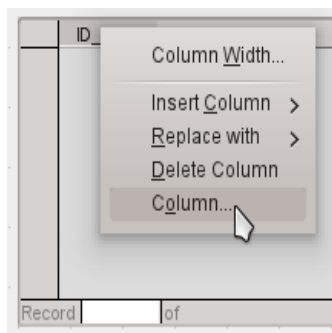 ID_
Column Width...
Insert Column >
Replace with >
Delete Column
Column...
Record of